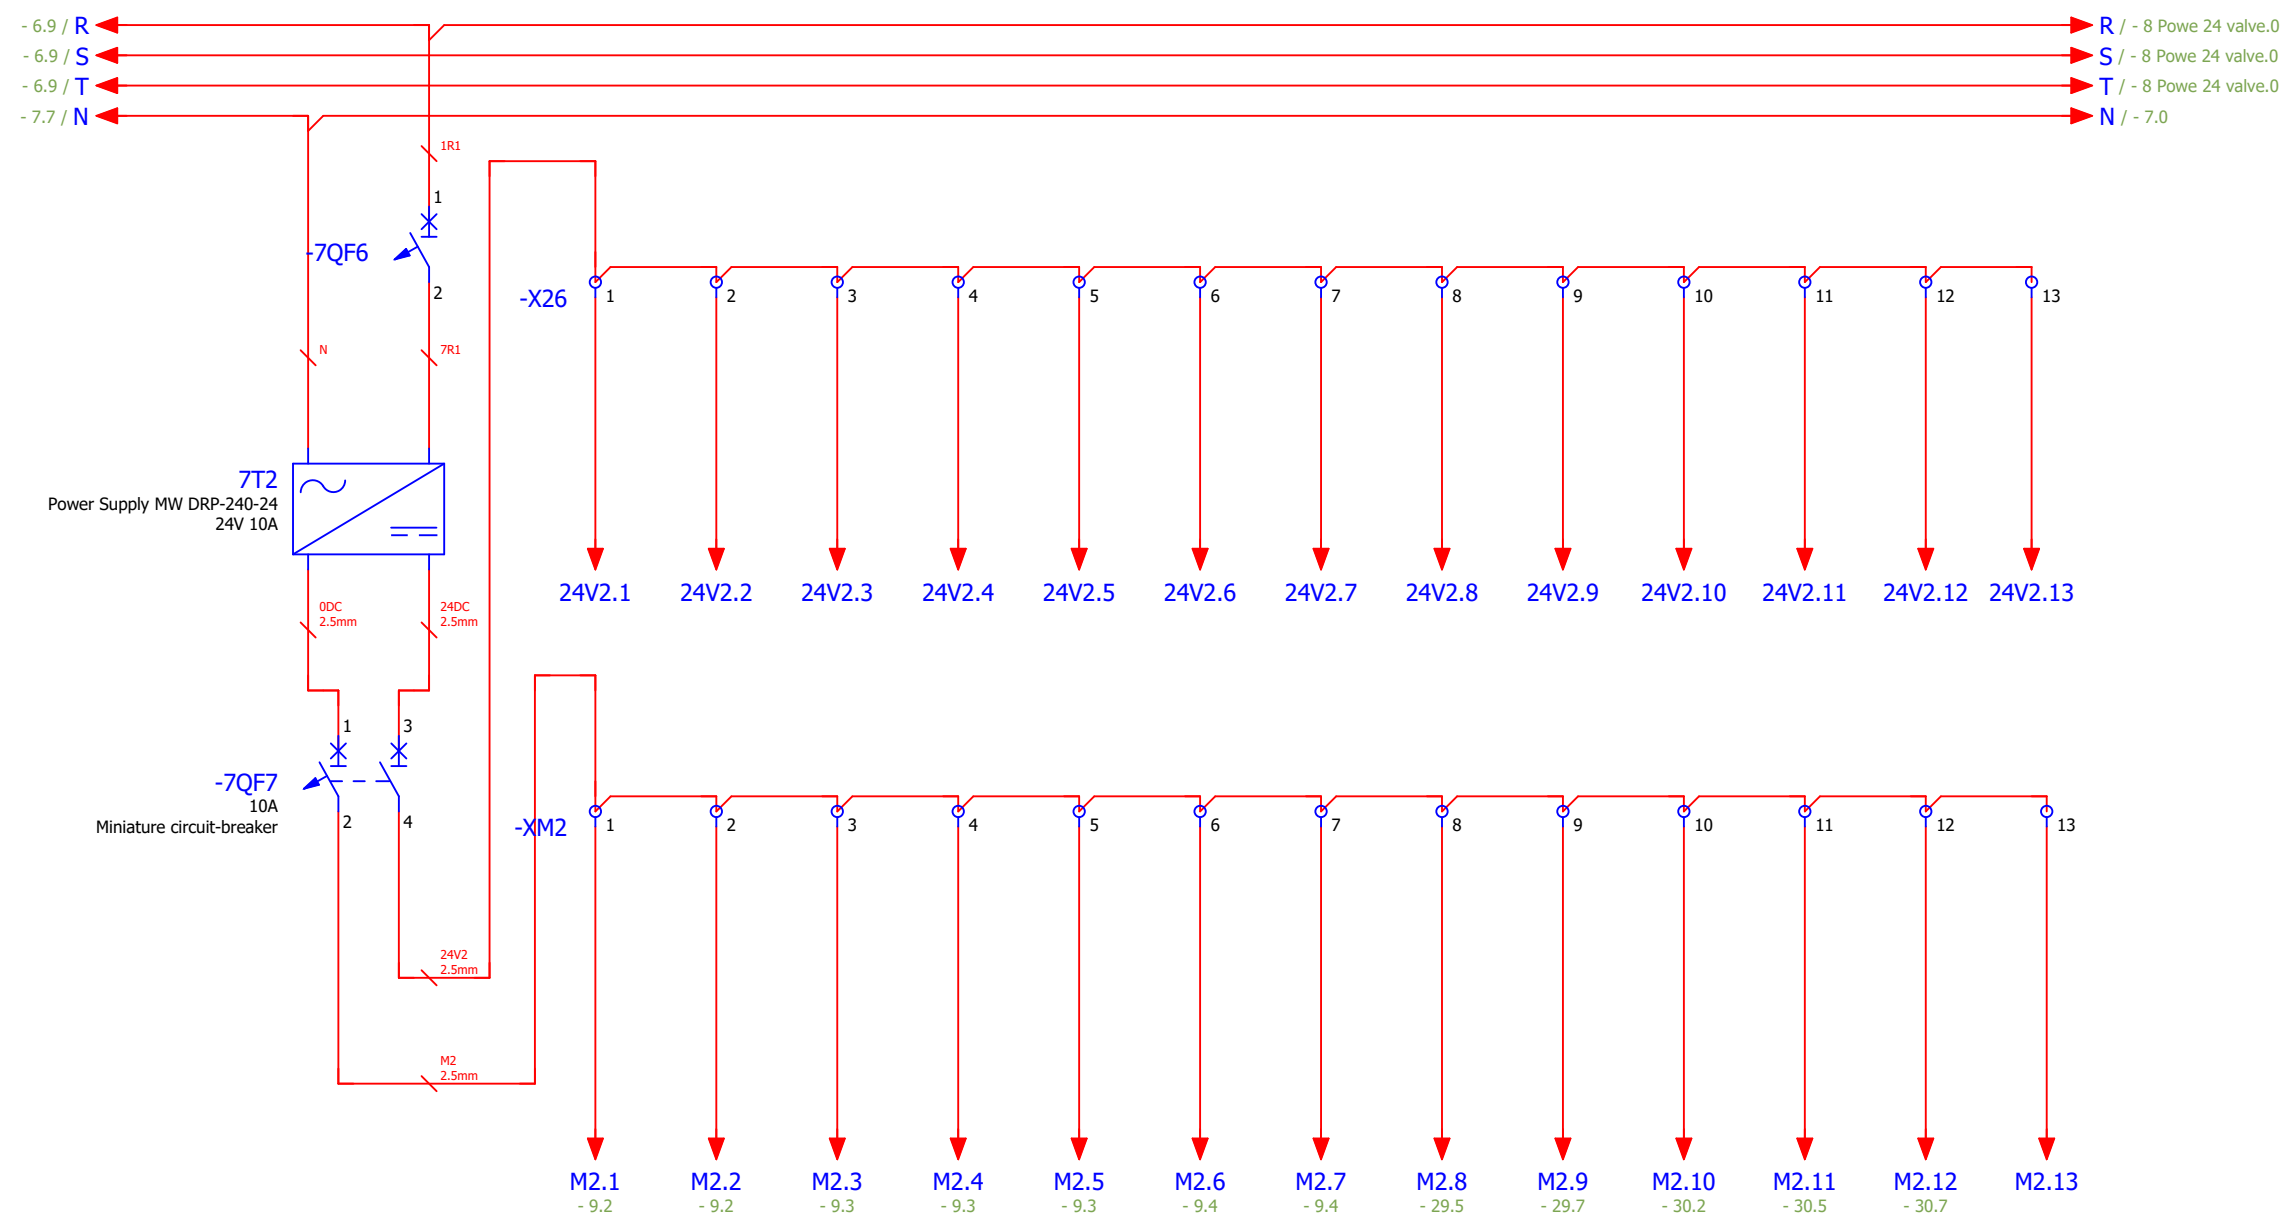 - 6.9 / R
R / - 8 Powe 24 valve.0
- 6.9 / S
S / - 8 Powe 24 valve.0
- 6.9 / T
T / - 8 Powe 24 valve.0
- 7.7 / N
N / - 7.0
1R1
1
-7QF6
2
-X26
1 2 3 4 5 6 7 8 9 10 11 12 13
N
7R1
7T2
Power Supply MW DRP-240-24
24V 10A
24V2.1 24V2.2 24V2.3 24V2.4 24V2.5 24V2.6 24V2.7 24V2.8 24V2.9 24V2.10 24V2.11 24V2.12 24V2.13
0DC
2.5mm
24DC
2.5mm
1 3
-7QF7
10A
Miniature circuit-breaker
2 4
-XM2
1 2 3 4 5 6 7 8 9 10 11 12 13
24V2
2.5mm
M2
2.5mm
M2.1 M2.2 M2.3 M2.4 M2.5 M2.6 M2.7 M2.8 M2.9 M2.10 M2.11 M2.12 M2.13
- 9.2 - 9.2 - 9.3 - 9.3 - 9.3 - 9.4 - 9.4 - 29.5 - 29.7 - 30.2 - 30.5 - 30.7